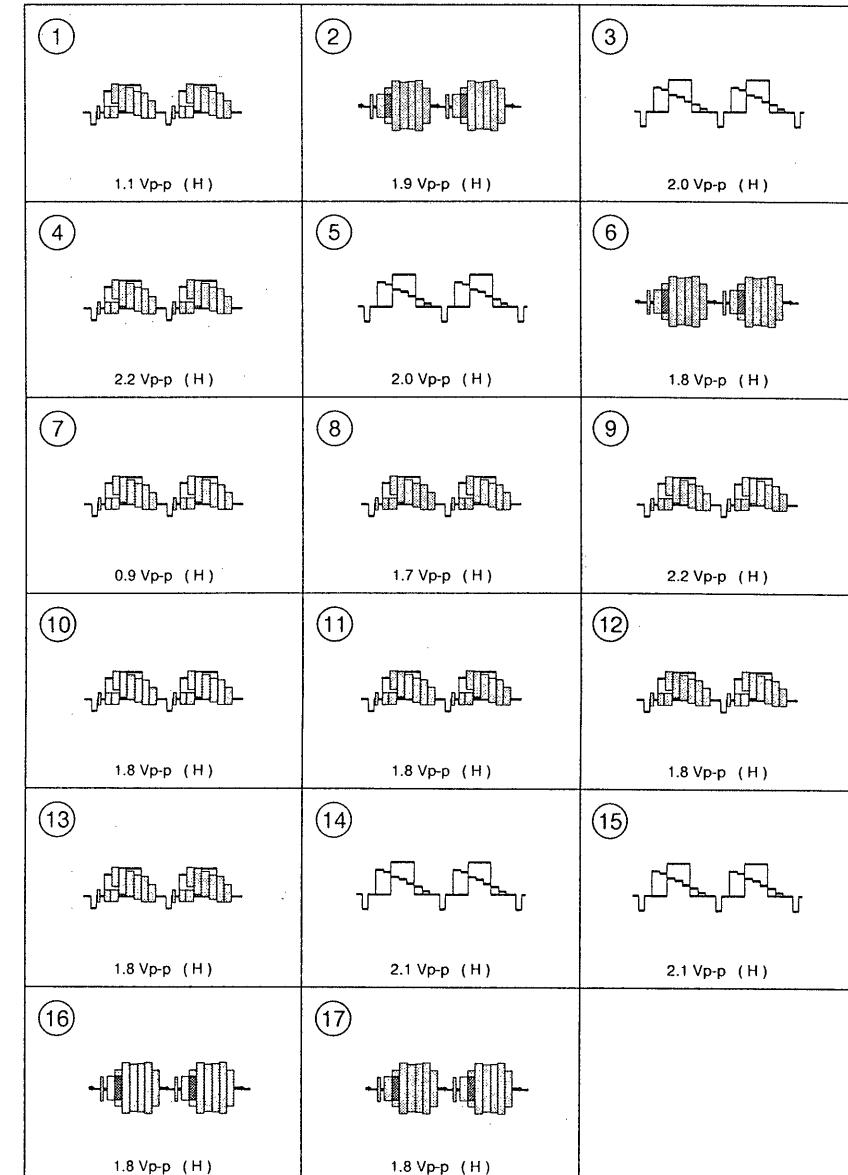 1 2 3
1.1 Vp-p ( H ) 1.9 Vp-p ( H ) 2.0 Vp-p ( H )
4 5 6
2.2 Vp-p ( H ) 2.0 Vp-p ( H ) 1.8 Vp-p ( H )
7 8 9
0.9 Vp-p ( H ) 1.7 Vp-p ( H ) 2.2 Vp-p ( H )
10 11 12
1.8 Vp-p ( H ) 1.8 Vp-p ( H ) 1.8 Vp-p ( H )
13 14 15
1.8 Vp-p ( H ) 2.1 Vp-p ( H ) 2.1 Vp-p ( H )
16 17
1.8 Vp-p ( H ) 1.8 Vp-p ( H )